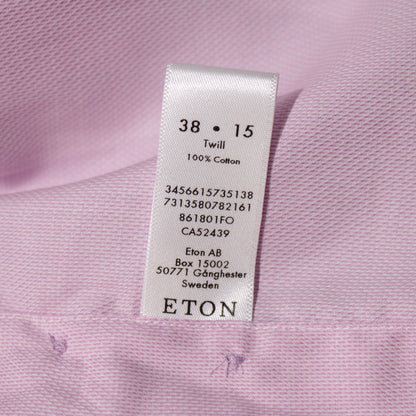 38 • 15
Twill
100% Cotton
3456615735138
7313580782161
861801FO
CA52439
Eton AB
Box 15002
50771 Gånghester
Sweden
ETON